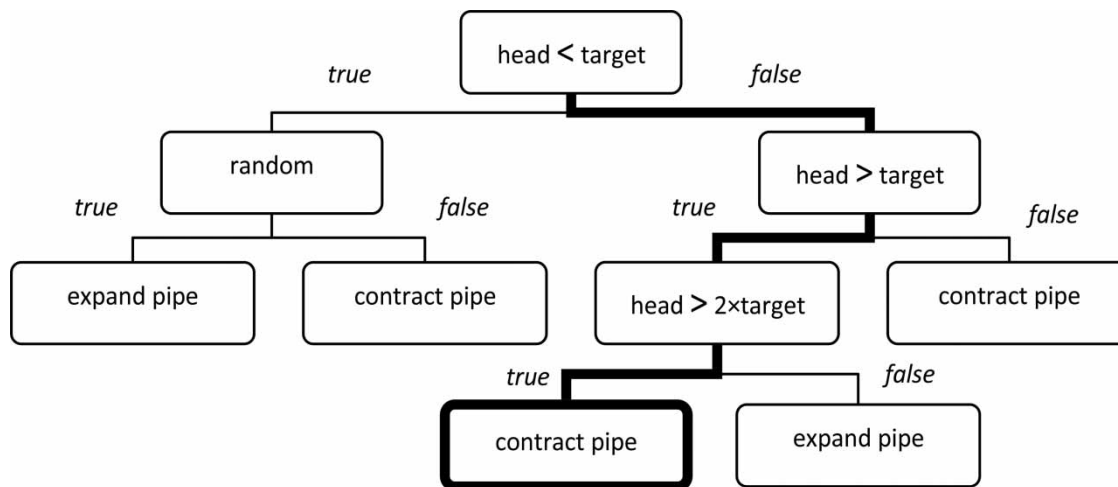 head < target
true
false
random
head > target
true
false
true
false
expand pipe
contract pipe
head > 2×target
contract pipe
true
false
contract pipe
expand pipe